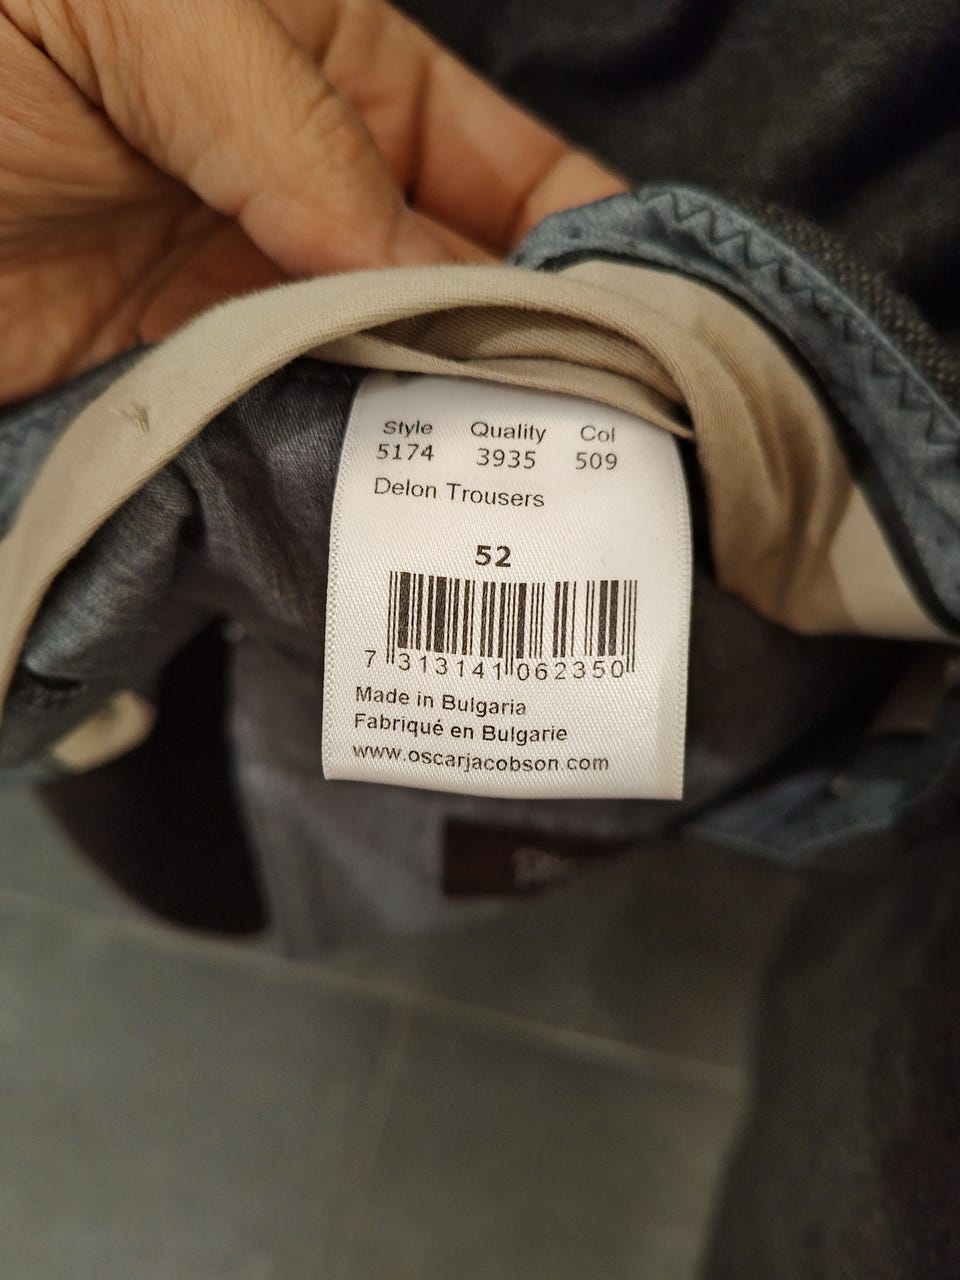 Style Quality Col
5174 3935 509
Delon Trousers
52
7 313141 062350
Made in Bulgaria
Fabriqué en Bulgarie
www.oscarjacobson.com